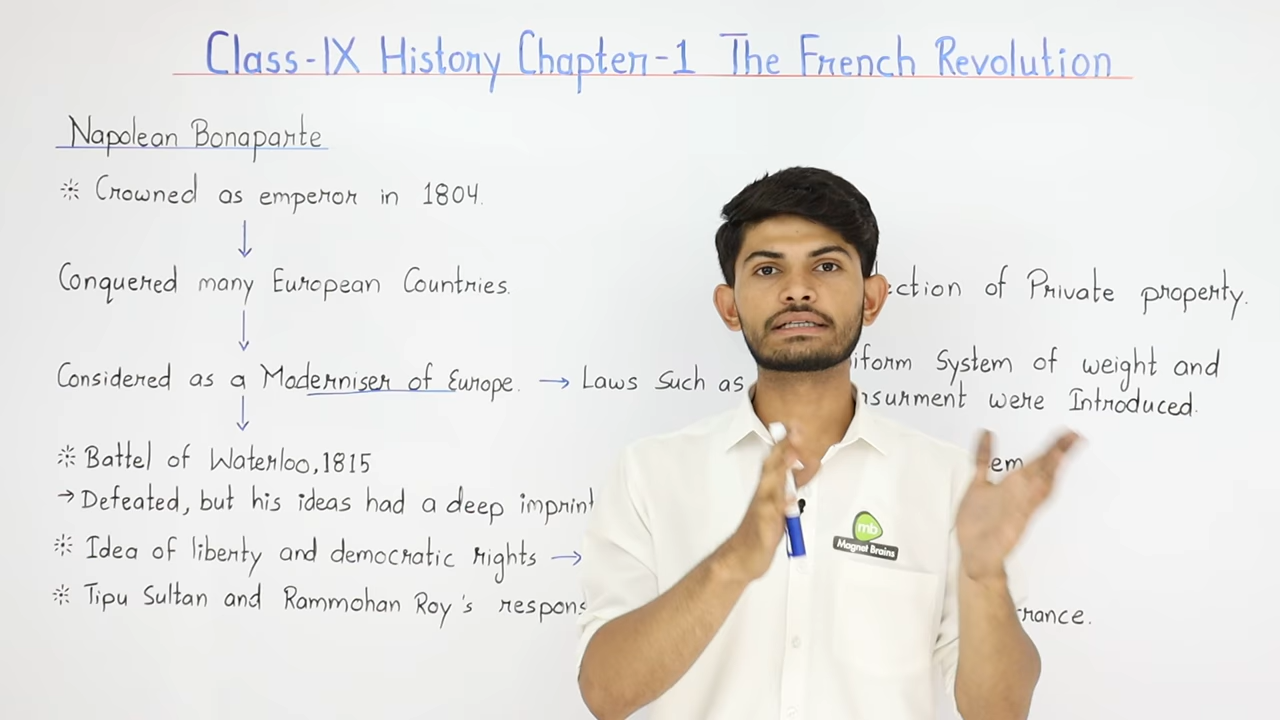 Class-IX History Chapter-1 The French Revolution
Napolean Bonaparte
Crowned as emperor in 1804.
Conquered many European Countries.
ection of Private property.
Considered as a Moderniser of Europe. → Laws Such as
iform System of weight and
surment were Introduced.
Battel of Waterloo, 1815
em
→ Defeated, but his ideas had a deep imprint
Idea of liberty and democratic rights →
Tipu Sultan and Rammohan Roy's respons
rance.
mb
Magnet Brains